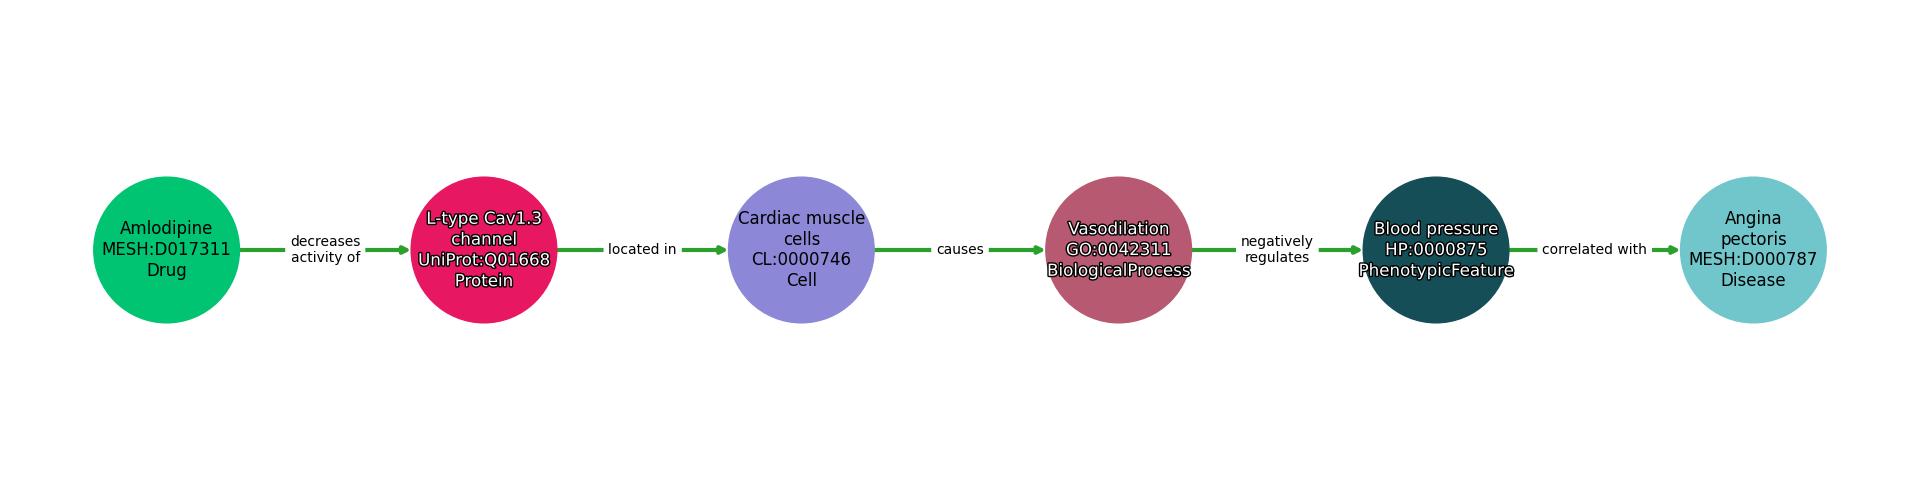 Amlodipine
MESH:D017311
Drug
decreases
activity of
L-type Cav1.3
channel
UniProt:Q01668
Protein
located in
Cardiac muscle
cells
CL:0000746
Cell
causes
Vasodilation
GO:0042311
BiologicalProcess
negatively
regulates
Blood pressure
HP:0000875
PhenotypicFeature
correlated with
Angina
pectoris
MESH:D000787
Disease